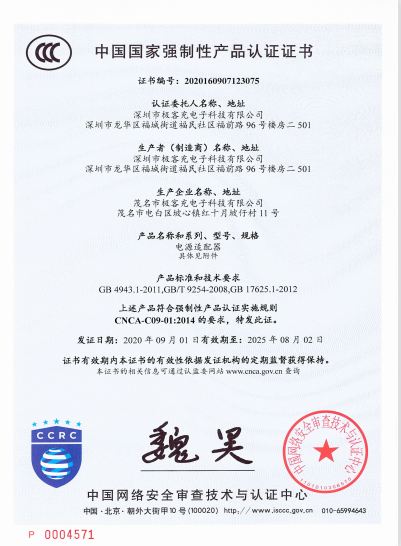 CCC
中国国家强制性产品认证证书
证书编号：2020160907123075
认证委托人名称、地址
深圳市极客充电子科技有限公司
深圳市龙华区福城街道福民社区福前路 96 号楼房二 501
生产者（制造商）名称、地址
深圳市极客充电子科技有限公司
深圳市龙华区福城街道福民社区福前路 96 号楼房二 501
生产企业名称、地址
茂名市极客充电子科技有限公司
茂名市电白区坡心镇红十月坡仔村 11 号
产品名称和系列、型号、规格
电源适配器
具体见附件
产品标准和技术要求
GB 4943.1-2011,GB/T 9254-2008,GB 17625.1-2012
上述产品符合强制性产品认证实施规则
CNCA-C09-01:2014 的要求，特发此证。
发证日期：2020 年 09 月 01 日有效期至：2025 年 08 月 02 日
证书有效期内本证书的有效性依据发证机构的定期监督获得保持。
本证书的相关信息可通过认监委网站 www.cnca.gov.cn 查询
CCRC
魏昊
中国网络安全审查技术与认证中心
中国网络安全审查技术与认证中心
中国·北京·朝外大街甲10号(100020) http://www.isccc.gov.cn 010-65994643
P 0004571